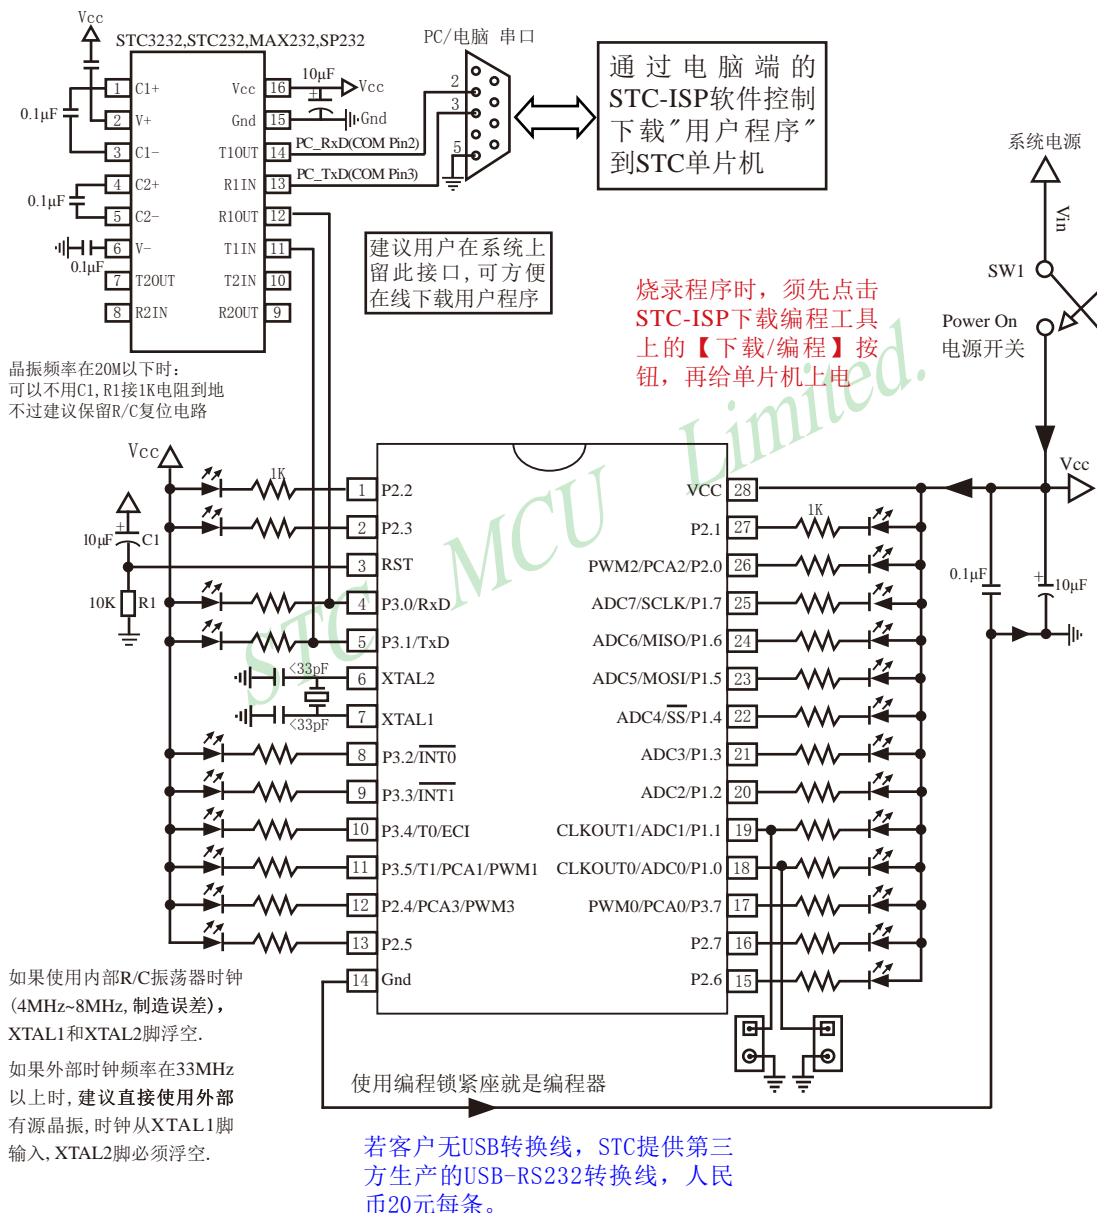 Vcc
STC3232,STC232,MAX232,SP232
PC/电脑 串口
1 C1+
2 V+
3 C1-
4 C2+
5 C2-
6 V-
7 T2OUT
8 R2IN
Vcc 16
Gnd 15
T1OUT 14
R1IN 13
R1OUT 12
T1IN 11
T2IN 10
R2OUT 9
0.1μF
0.1μF
0.1μF
10μF
+
Vcc
Gnd
PC_RxD(COM Pin2)
PC_TxD(COM Pin3)
2
3
5
通过电脑端的
STC-ISP软件控制
下载"用户程序"
到STC单片机
建议用户在系统上
留此接口,可方便
在线下载用户程序
系统电源
Vin
SW1
Power On
电源开关
烧录程序时，须先点击
STC-ISP下载编程工具
上的【下载/编程】按
钮，再给单片机上电
晶振频率在20M以下时:
可以不用C1,R1接1K电阻到地
不过建议保留R/C复位电路
STC MCU Limited.
Vcc
1K
+
10μF C1
10K R1
<33pF
<33pF
1 P2.2
2 P2.3
3 RST
4 P3.0/RxD
5 P3.1/TxD
6 XTAL2
7 XTAL1
8 P3.2/INT0
9 P3.3/INT1
10 P3.4/T0/ECI
11 P3.5/T1/PCA1/PWM1
12 P2.4/PCA3/PWM3
13 P2.5
14 Gnd
VCC 28
P2.1 27
PWM2/PCA2/P2.0 26
ADC7/SCLK/P1.7 25
ADC6/MISO/P1.6 24
ADC5/MOSI/P1.5 23
ADC4/SS/P1.4 22
ADC3/P1.3 21
ADC2/P1.2 20
CLKOUT1/ADC1/P1.1 19
CLKOUT0/ADC0/P1.0 18
PWM0/PCA0/P3.7 17
P2.7 16
P2.6 15
1K
Vcc
0.1μF
+
10μF
如果使用内部R/C振荡器时钟
(4MHz~8MHz,制造误差),
XTAL1和XTAL2脚浮空.
如果外部时钟频率在33MHz
以上时,建议直接使用外部
有源晶振,时钟从XTAL1脚
输入, XTAL2脚必须浮空.
使用编程锁紧座就是编程器
若客户无USB转换线，STC提供第三
方生产的USB-RS232转换线，人民
币20元每条。